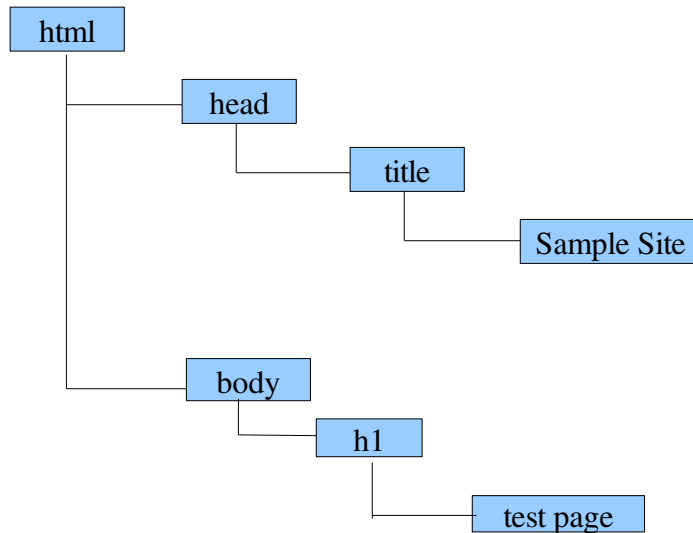 html
head
title
Sample Site
body
h1
test page